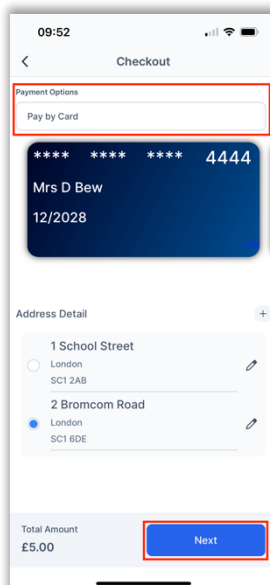 09:52
Checkout
Payment Options
Pay by Card
**** **** **** 4444
Mrs D Bew
12/2028
Address Detail
1 School Street
London
SC1 2AB
2 Bromcom Road
London
SC1 6DE
Total Amount
£5.00
Next